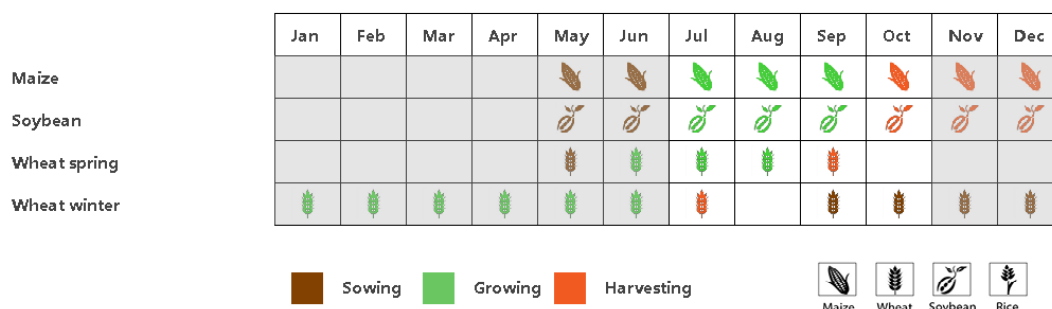 Jan Feb Mar Apr May Jun Jul Aug Sep Oct Nov Dec
Maize
Soybean
Wheat spring
Wheat winter
Sowing Growing Harvesting
Maize Wheat Soybean Rice